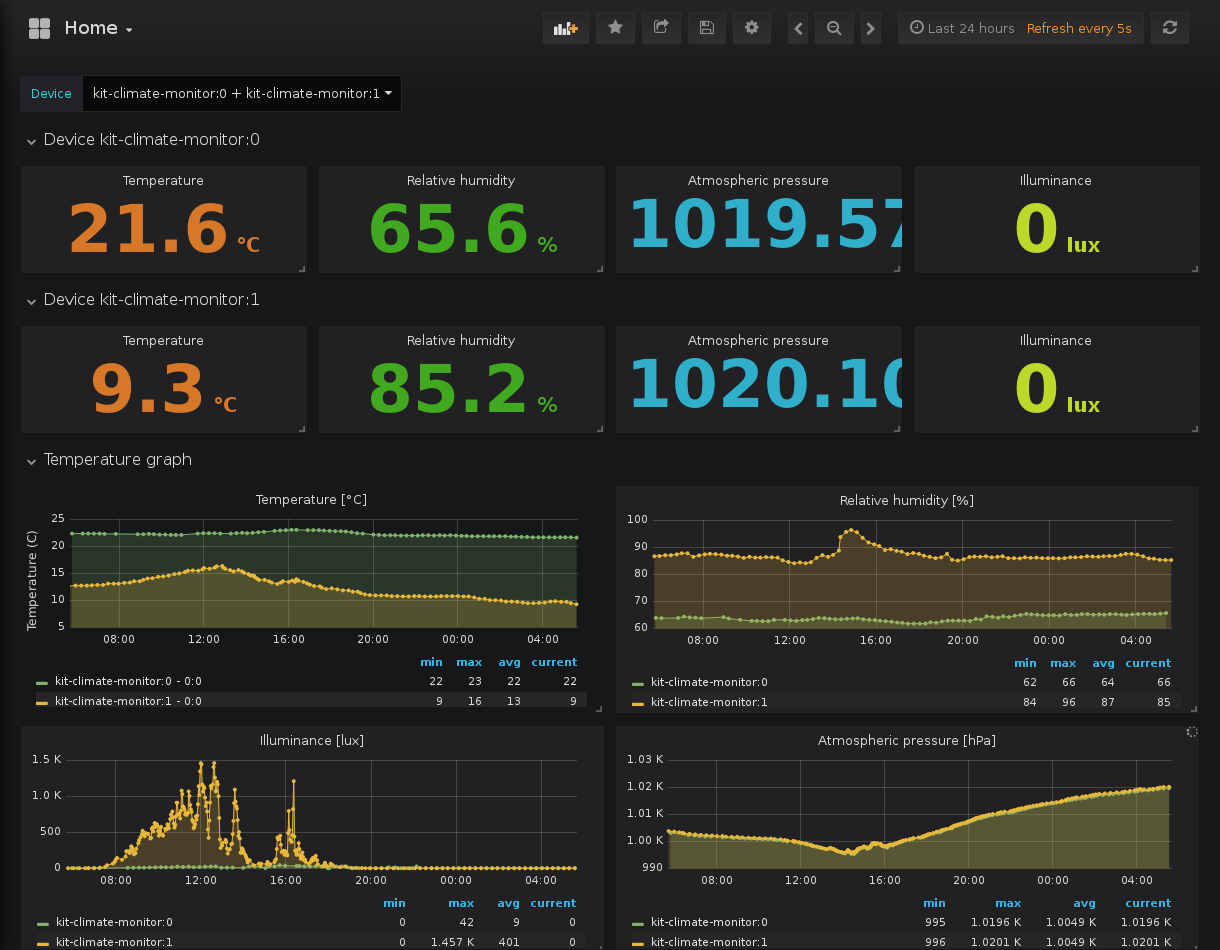 Home
Last 24 hours Refresh every 5s
Device kit-climate-monitor:0 + kit-climate-monitor:1
Device kit-climate-monitor:0
Temperature Relative humidity Atmospheric pressure Illuminance
21.6 °C 65.6 % 1019.57 0 lux
Device kit-climate-monitor:1
Temperature Relative humidity Atmospheric pressure Illuminance
9.3 °C 85.2 % 1020.10 0 lux
Temperature graph
Temperature [°C]
Temperature (C)
25
20
15
10
5
08:00 12:00 16:00 20:00 00:00 04:00
min max avg current
kit-climate-monitor:0 - 0:0 22 23 22 22
kit-climate-monitor:1 - 0:0 9 16 13 9
Relative humidity [%]
100
90
80
70
60
08:00 12:00 16:00 20:00 00:00 04:00
min max avg current
kit-climate-monitor:0 62 66 64 66
kit-climate-monitor:1 84 96 87 85
Illuminance [lux]
1.5 K
1.0 K
500
0
08:00 12:00 16:00 20:00 00:00 04:00
min max avg current
kit-climate-monitor:0 0 42 9 0
kit-climate-monitor:1 0 1.457 K 401 0
Atmospheric pressure [hPa]
1.03 K
1.02 K
1.01 K
1.00 K
990
08:00 12:00 16:00 20:00 00:00 04:00
min max avg current
kit-climate-monitor:0 995 1.0196 K 1.0049 K 1.0196 K
kit-climate-monitor:1 996 1.0201 K 1.0049 K 1.0201 K